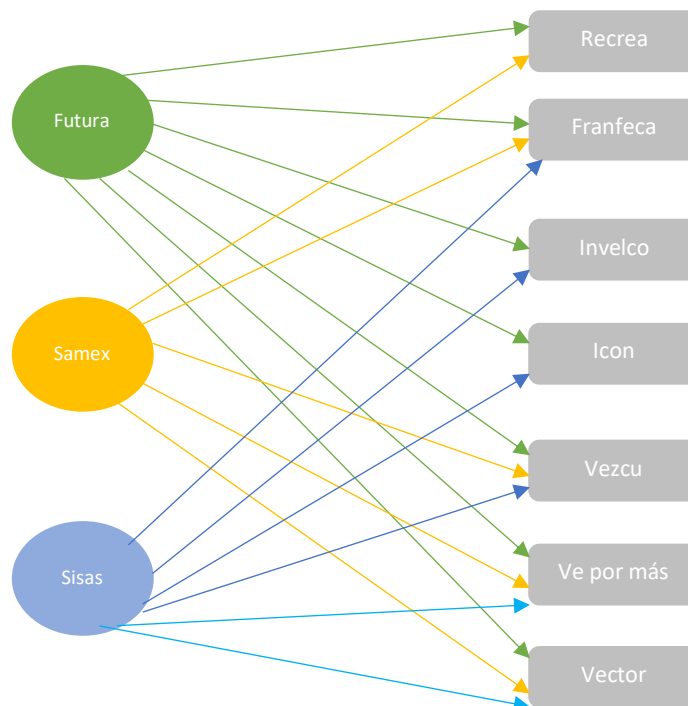 Recrea
Futura
Franfeca
Invelco
Samex
Icon
Vezcu
Sisas
Ve por más
Vector